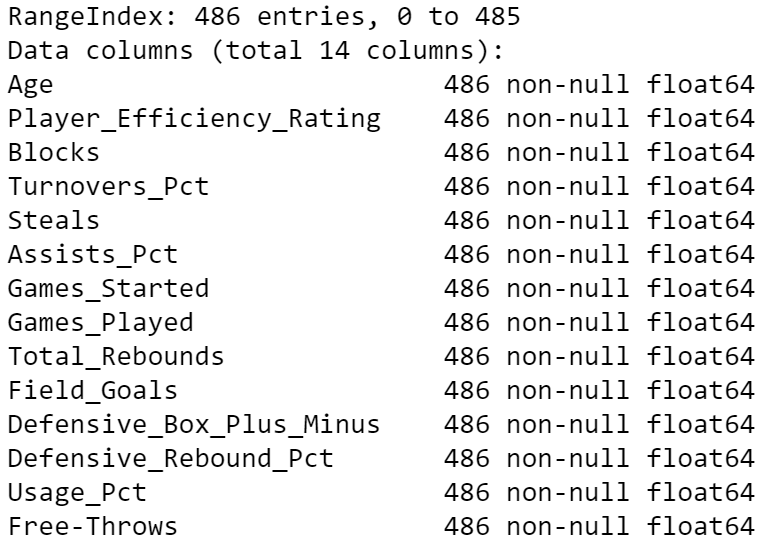 RangeIndex: 486 entries, 0 to 485
Data columns (total 14 columns):
Age 486 non-null float64
Player_Efficiency_Rating 486 non-null float64
Blocks 486 non-null float64
Turnovers_Pct 486 non-null float64
Steals 486 non-null float64
Assists_Pct 486 non-null float64
Games_Started 486 non-null float64
Games_Played 486 non-null float64
Total_Rebounds 486 non-null float64
Field_Goals 486 non-null float64
Defensive_Box_Plus_Minus 486 non-null float64
Defensive_Rebound_Pct 486 non-null float64
Usage_Pct 486 non-null float64
Free-Throws 486 non-null float64